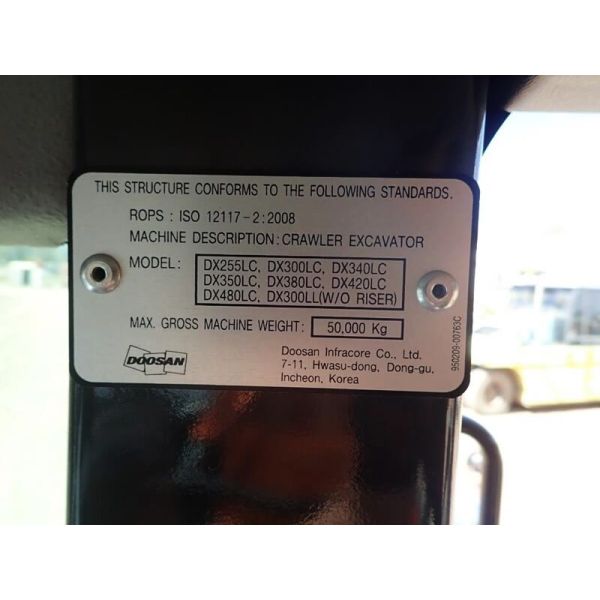 THIS STRUCTURE CONFORMS TO THE FOLLOWING STANDARDS.
ROPS : ISO 12117-2:2008
MACHINE DESCRIPTION: CRAWLER EXCAVATOR
MODEL: DX255LC, DX300LC, DX340LC
DX350LC, DX380LC, DX420LC
DX480LC, DX300LL(W/O RISER)
MAX. GROSS MACHINE WEIGHT: 50,000 Kg
DOOSAN
Doosan Infracore Co., Ltd.
7-11, Hwasu-dong, Dong-gu,
Incheon, Korea
950209-00763C